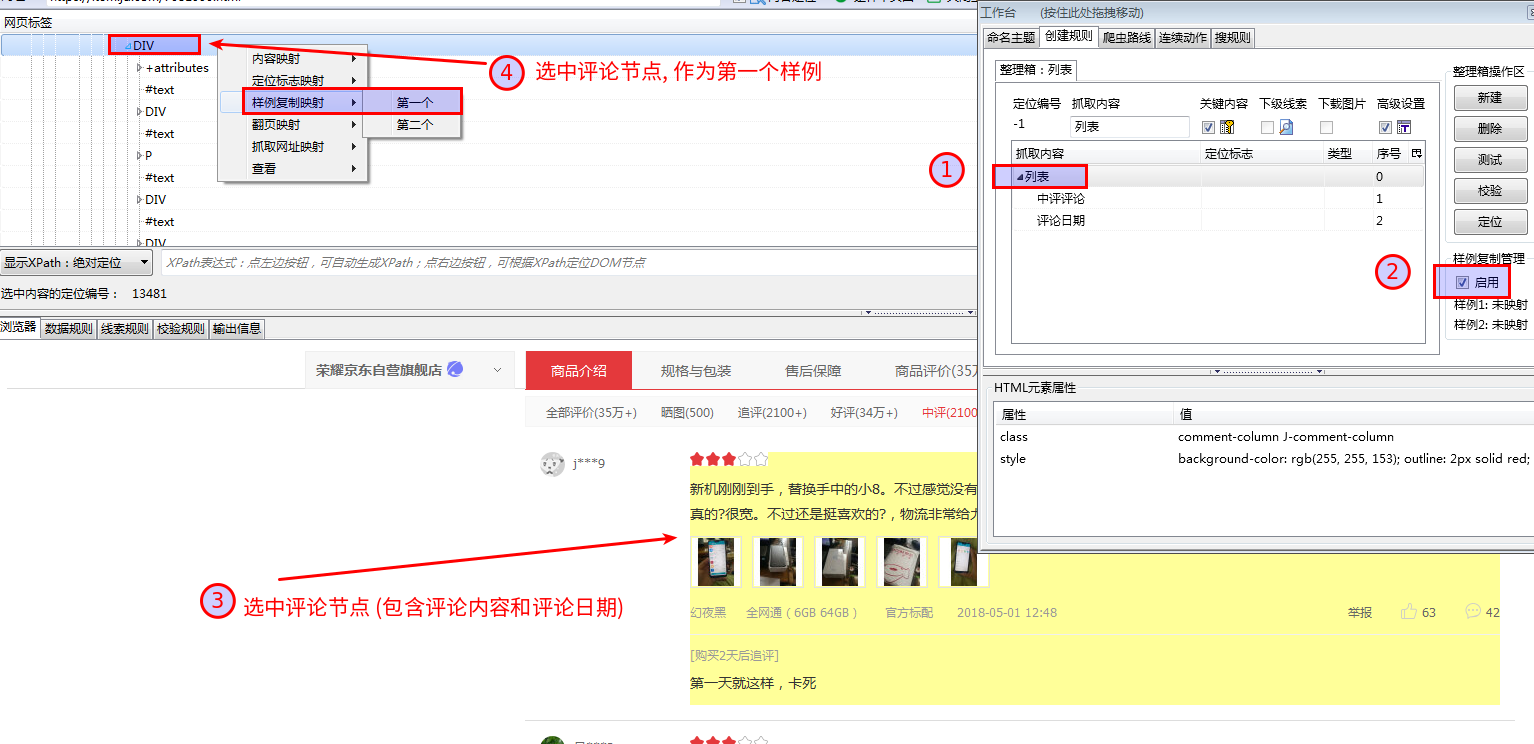 网页标签
DIV
+attributes
#text
DIV
#text
P
#text
DIV
#text
DIV
内容映射
定位标志映射
样例复制映射
翻页映射
抓取网址映射
查看
第一个
第二个
4 选中评论节点, 作为第一个样例
显示XPath：绝对定位
XPath表达式：点左边按钮，可自动生成XPath；点右边按钮，可根据XPath定位DOM节点
选中内容的定位编号： 13481
浏览器 数据规则 线索规则 校验规则 输出信息
工作台 (按住此处拖拽移动)
命名主题 创建规则 爬虫路线 连续动作 搜规则
整理箱：列表
定位编号 抓取内容 关键内容 下级线索 下载图片 高级设置
-1 列表
抓取内容 定位标志 类型 序号
列表 0
中评评论 1
评论日期 2
1
2
整理箱操作区
新建
删除
测试
校验
定位
样例复制管理
启用
样例1: 未映射
样例2: 未映射
HTML元素属性
属性 值
class comment-column J-comment-column
style background-color: rgb(255, 255, 153); outline: 2px solid red;
荣耀京东自营旗舰店
商品介绍 规格与包装 售后保障 商品评价(35万
全部评价(35万+) 晒图(500) 追评(2100+) 好评(34万+) 中评(2100
j***9
新机刚刚到手，替换手中的小8。不过感觉没有
真的?很宽。不过还是挺喜欢的?，物流非常给
3 选中评论节点 (包含评论内容和评论日期)
幻夜黑 全网通（6GB 64GB） 官方标配 2018-05-01 12:48 举报 63 42
[购买2天后追评]
第一天就这样，卡死